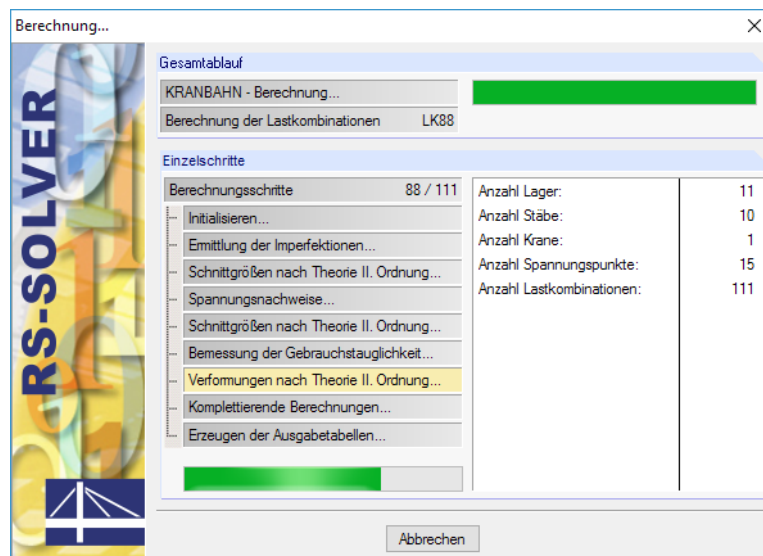 Berechnung...
RS-SOLVER
Gesamtablauf
KRANBAHN - Berechnung...
Berechnung der Lastkombinationen LK88
Einzelschritte
Berechnungsschritte 88 / 111
Initialisieren...
Ermittlung der Imperfektionen...
Schnittgrößen nach Theorie II. Ordnung...
Spannungsnachweise...
Schnittgrößen nach Theorie II. Ordnung...
Bemessung der Gebrauchstauglichkeit...
Verformungen nach Theorie II. Ordnung...
Komplettierende Berechnungen...
Erzeugen der Ausgabetabellen...
Anzahl Lager: 11
Anzahl Stäbe: 10
Anzahl Krane: 1
Anzahl Spannungspunkte: 15
Anzahl Lastkombinationen: 111
Abbrechen